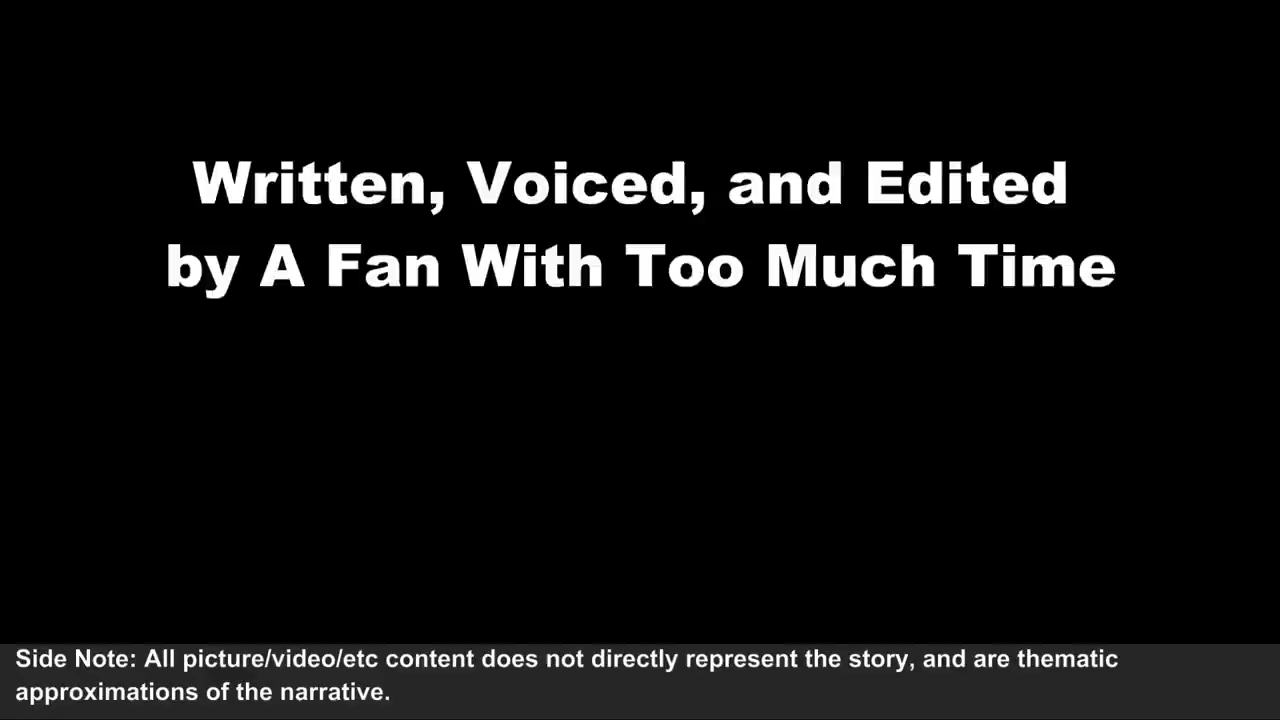 Written, Voiced, and Edited
by A Fan With Too Much Time
Side Note: All picture/video/etc content does not directly represent the story, and are thematic
approximations of the narrative.